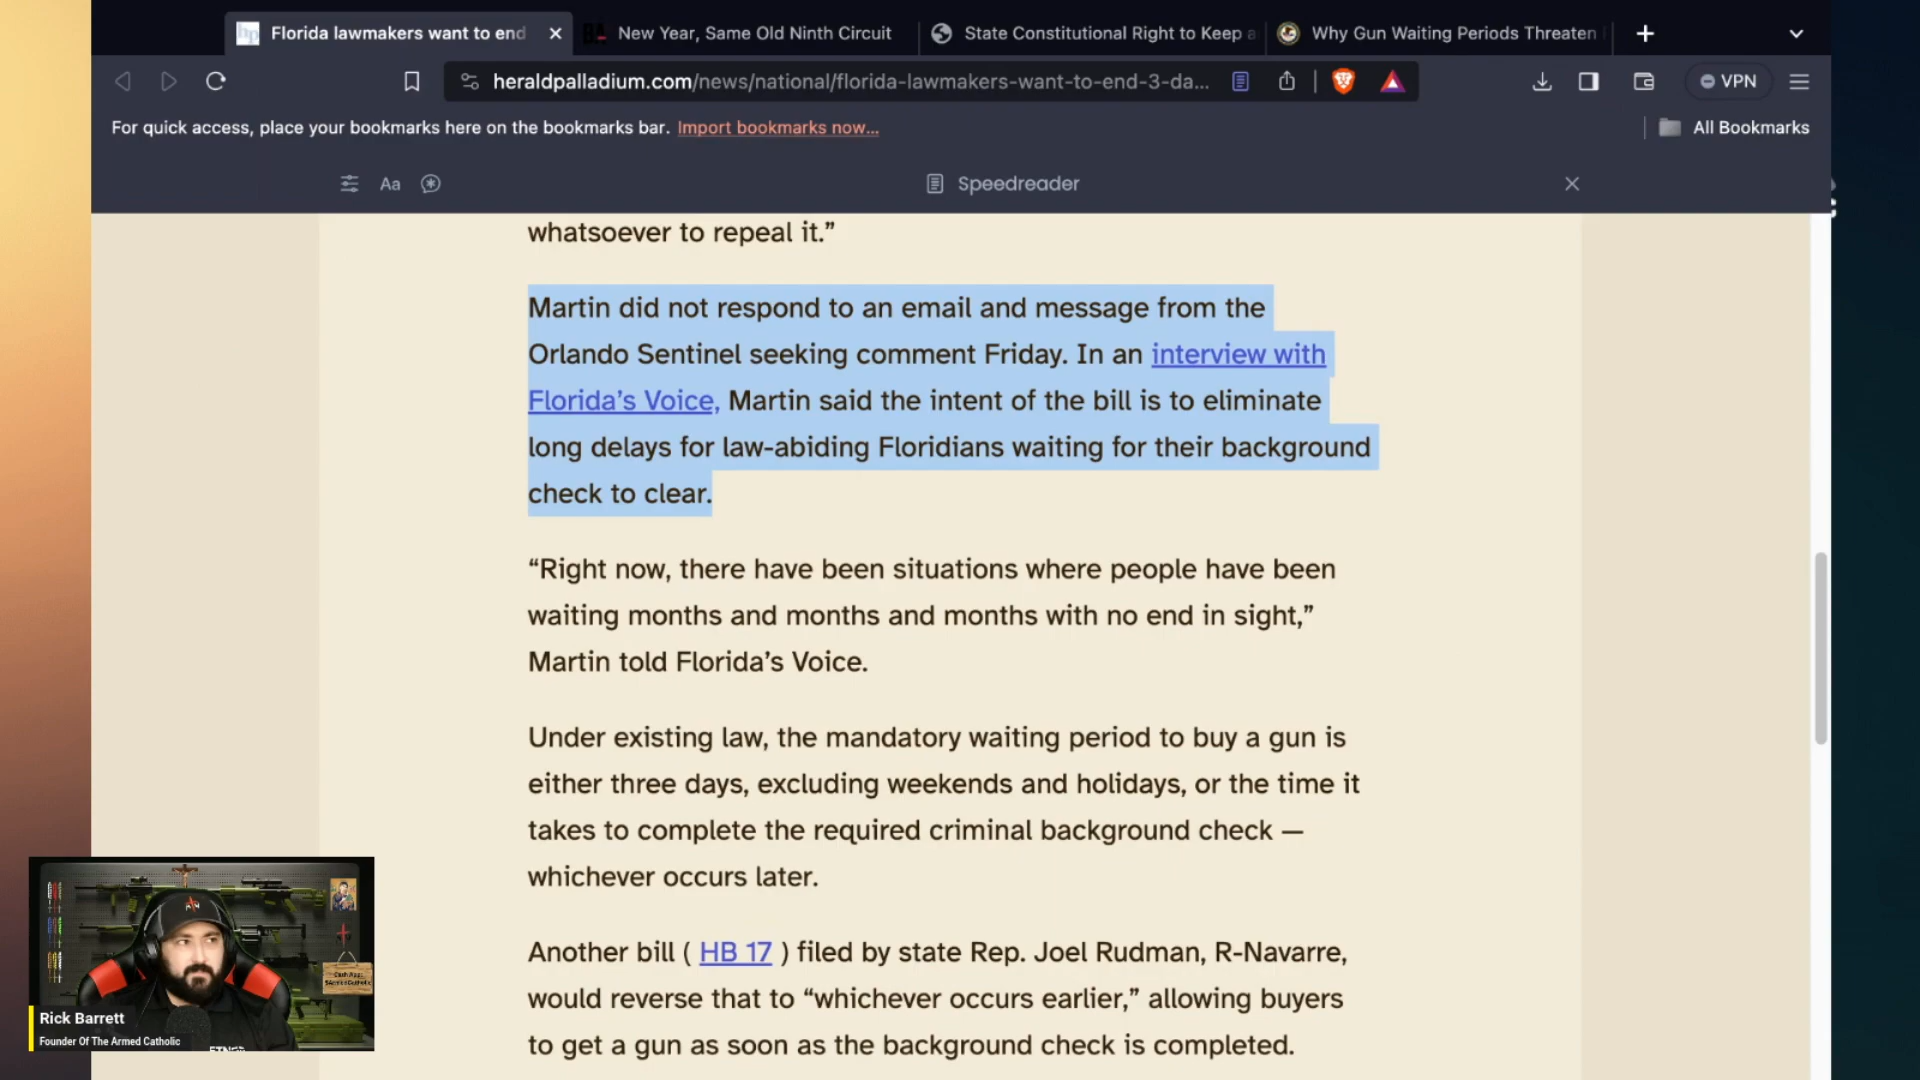 Florida lawmakers want to end
New Year, Same Old Ninth Circuit
State Constitutional Right to Keep a
Why Gun Waiting Periods Threaten
heraldpalladium.com/news/national/florida-lawmakers-want-to-end-3-da...
VPN
For quick access, place your bookmarks here on the bookmarks bar. Import bookmarks now...
All Bookmarks
Aa
Speedreader
whatsoever to repeal it.”
Martin did not respond to an email and message from the
Orlando Sentinel seeking comment Friday. In an interview with
Florida’s Voice, Martin said the intent of the bill is to eliminate
long delays for law-abiding Floridians waiting for their background
check to clear.
“Right now, there have been situations where people have been
waiting months and months and months with no end in sight,”
Martin told Florida’s Voice.
Under existing law, the mandatory waiting period to buy a gun is
either three days, excluding weekends and holidays, or the time it
takes to complete the required criminal background check —
whichever occurs later.
Another bill ( HB 17 ) filed by state Rep. Joel Rudman, R-Navarre,
would reverse that to “whichever occurs earlier,” allowing buyers
to get a gun as soon as the background check is completed.
Cash App:
$ArmedCatholic
Rick Barrett
Founder Of The Armed Catholic